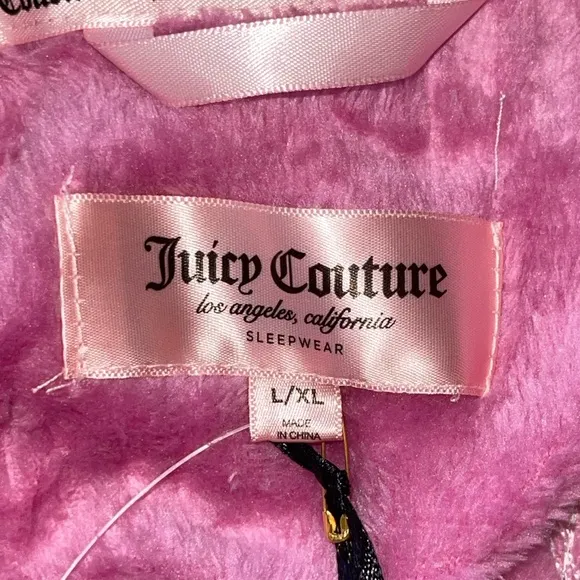 Juicy Couture
los angeles, california
SLEEPWEAR
L/XL
MADE
IN CHINA